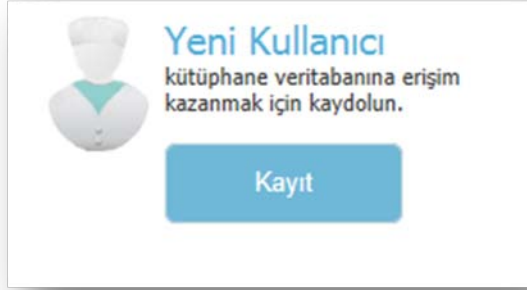 Yeni Kullanıcı
kütüphane veritabanına erişim
kazanmak için kaydolun.
Kayıt